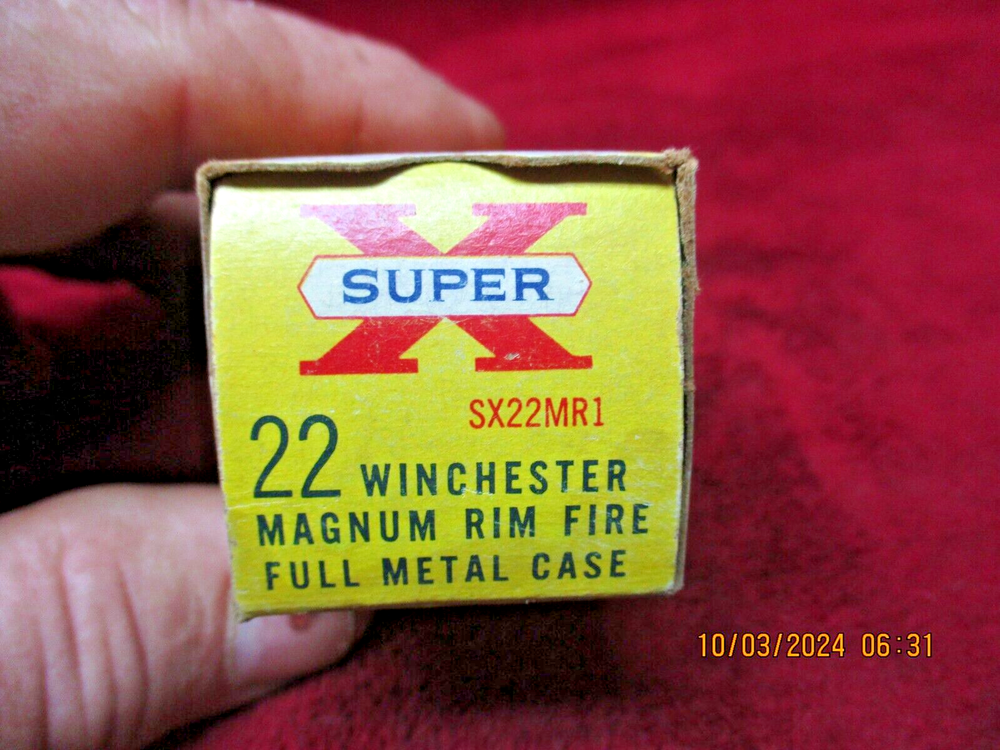 X
SUPER
SX22MR1
22 WINCHESTER
MAGNUM RIM FIRE
FULL METAL CASE
10/03/2024 06:31